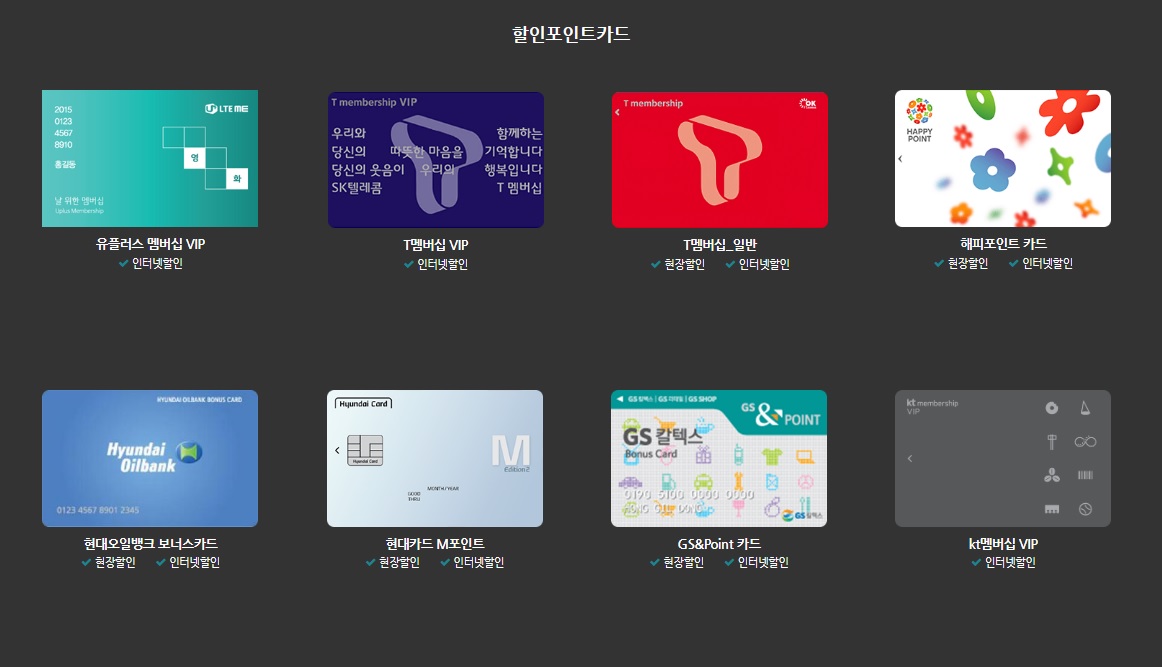 할인포인트카드
2015
0123
4567
8910
홍길동
LTE ME
영
화
날 위한 멤버십
Uplus Membership
유플러스 멤버십 VIP
인터넷할인
T membership VIP
우리와 함께하는
당신의 따뜻한 마음을 기억합니다
당신의 웃음이 우리의 행복입니다
SK텔레콤 T 멤버십
T멤버십 VIP
인터넷할인
T membership
OK
T멤버십_일반
현장할인 인터넷할인
HAPPY
POINT
해피포인트 카드
현장할인 인터넷할인
HYUNDAI OILBANK BONUS CARD
Hyundai
Oilbank
0123 4567 8901 2345
현대오일뱅크 보너스카드
현장할인 인터넷할인
Hyundai Card
Hyundai Card
M
Edition2
MONTH/YEAR
GOOD
THRU
현대카드 M포인트
현장할인 인터넷할인
GS칼텍스 | GS리테일 | GS SHOP
GS & POINT
GS 칼텍스
Bonus Card
0190 5100 0000 0000
HONG GIL DONG
GS칼텍스
GS&Point 카드
현장할인 인터넷할인
kt membership
VIP
kt멤버십 VIP
인터넷할인